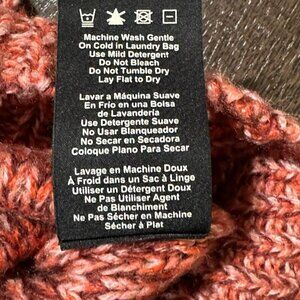 Machine Wash Gentle
On Cold in Laundry Bag
Use Mild Detergent
Do Not Bleach
Do Not Tumble Dry
Lay Flat to Dry
Lavar a Máquina Suave
En Frío en una Bolsa
de Lavandería
Use Detergente Suave
No Usar Blanqueador
No Secar en Secadora
Coloque Plano Para Secar
Lavage en Machine Doux
À Froid dans un Sac à Linge
Utiliser un Détergent Doux
Ne Pas Utiliser Agent
de Blanchiment
Ne Pas Sécher en Machine
Sécher à Plat